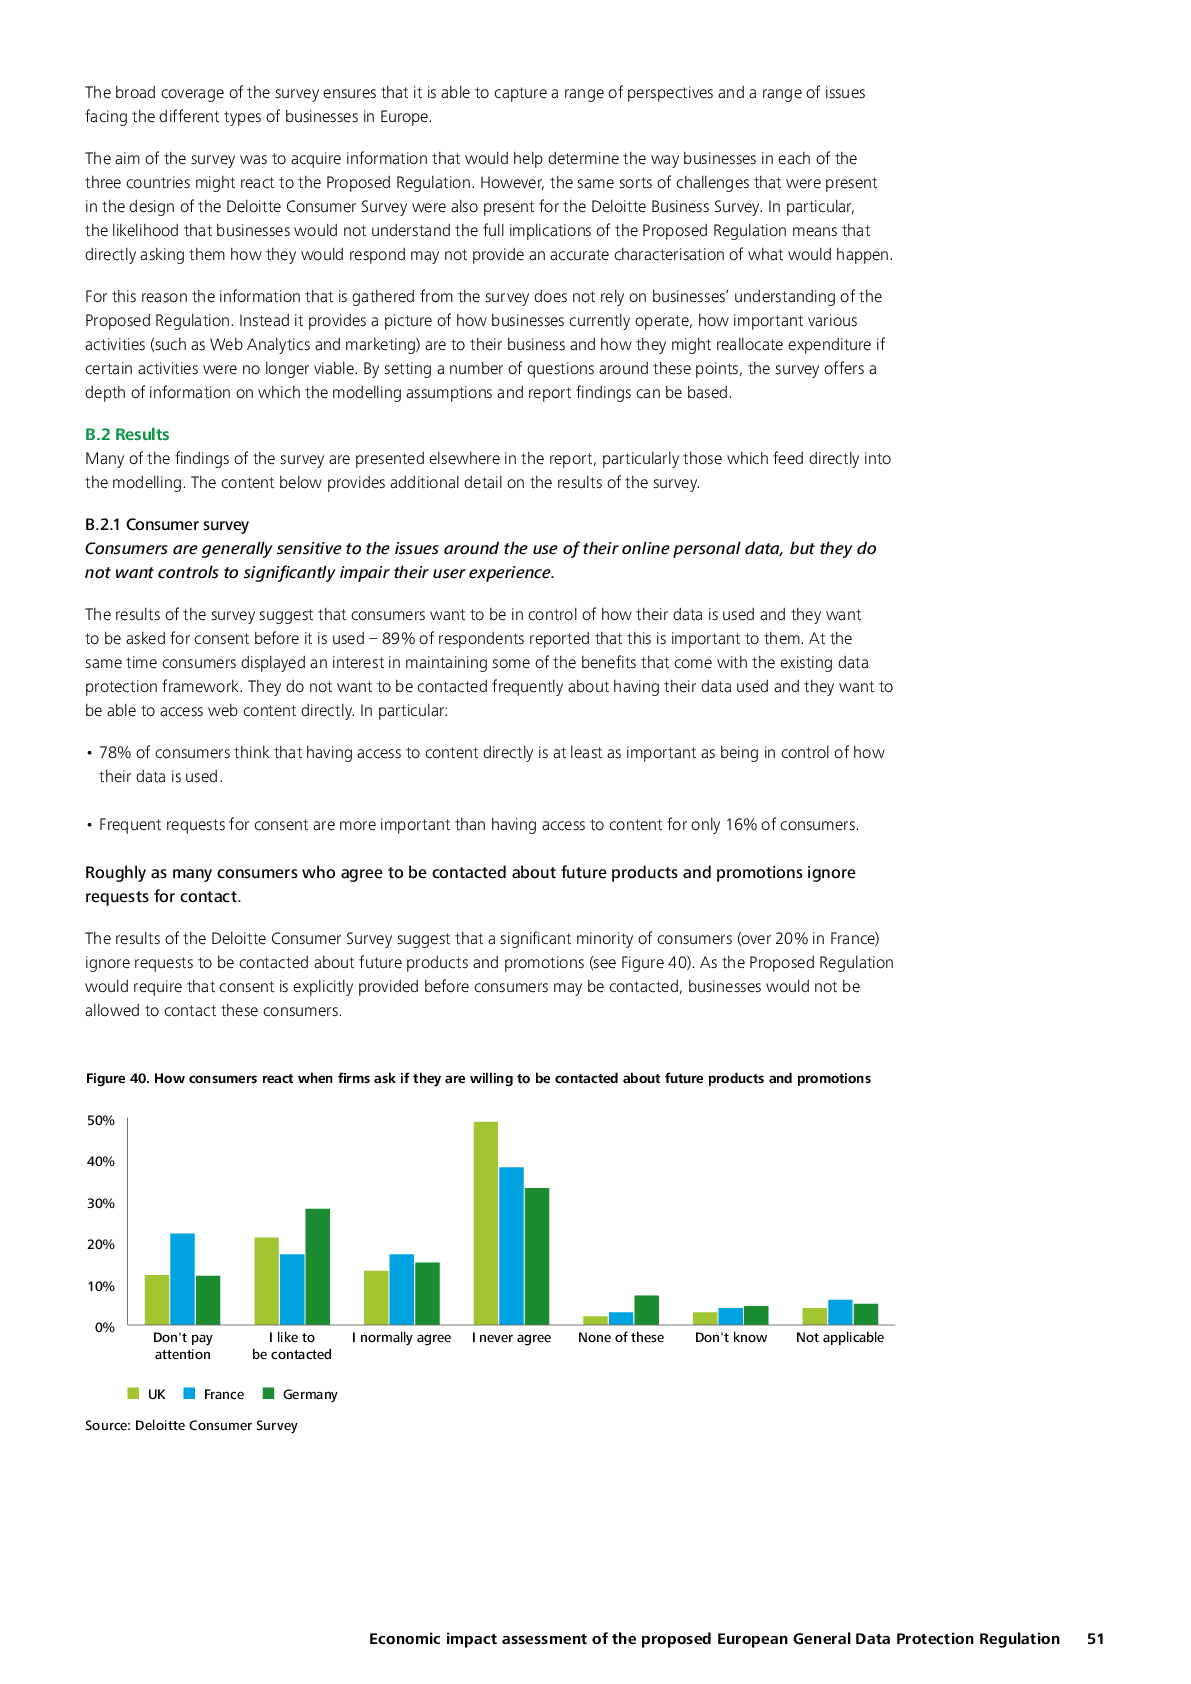 The broad coverage of the survey ensures that it is able to capture a range of perspectives and a range of issues
facing the different types of businesses in Europe.
The aim of the survey was to acquire information that would help determine the way businesses in each of the
three countries might react to the Proposed Regulation. However, the same sorts of challenges that were present
in the design of the Deloitte Consumer Survey were also present for the Deloitte Business Survey. In particular,
the likelihood that businesses would not understand the full implications of the Proposed Regulation means that
directly asking them how they would respond may not provide an accurate characterisation of what would happen.
For this reason the information that is gathered from the survey does not rely on businesses’ understanding of the
Proposed Regulation. Instead it provides a picture of how businesses currently operate, how important various
activities (such as Web Analytics and marketing) are to their business and how they might reallocate expenditure if
certain activities were no longer viable. By setting a number of questions around these points, the survey offers a
depth of information on which the modelling assumptions and report findings can be based.
B.2 Results
Many of the findings of the survey are presented elsewhere in the report, particularly those which feed directly into
the modelling. The content below provides additional detail on the results of the survey.
B.2.1 Consumer survey
Consumers are generally sensitive to the issues around the use of their online personal data, but they do
not want controls to significantly impair their user experience.
The results of the survey suggest that consumers want to be in control of how their data is used and they want
to be asked for consent before it is used – 89% of respondents reported that this is important to them. At the
same time consumers displayed an interest in maintaining some of the benefits that come with the existing data
protection framework. They do not want to be contacted frequently about having their data used and they want to
be able to access web content directly. In particular:
• 78% of consumers think that having access to content directly is at least as important as being in control of how
their data is used.
• Frequent requests for consent are more important than having access to content for only 16% of consumers.
Roughly as many consumers who agree to be contacted about future products and promotions ignore
requests for contact.
The results of the Deloitte Consumer Survey suggest that a significant minority of consumers (over 20% in France)
ignore requests to be contacted about future products and promotions (see Figure 40). As the Proposed Regulation
would require that consent is explicitly provided before consumers may be contacted, businesses would not be
allowed to contact these consumers.
Figure 40. How consumers react when firms ask if they are willing to be contacted about future products and promotions
50%
40%
30%
20%
10%
0%
Don't pay attention
I like to be contacted
I normally agree
I never agree
None of these
Don't know
Not applicable
UK France Germany
Source: Deloitte Consumer Survey
Economic impact assessment of the proposed European General Data Protection Regulation 51